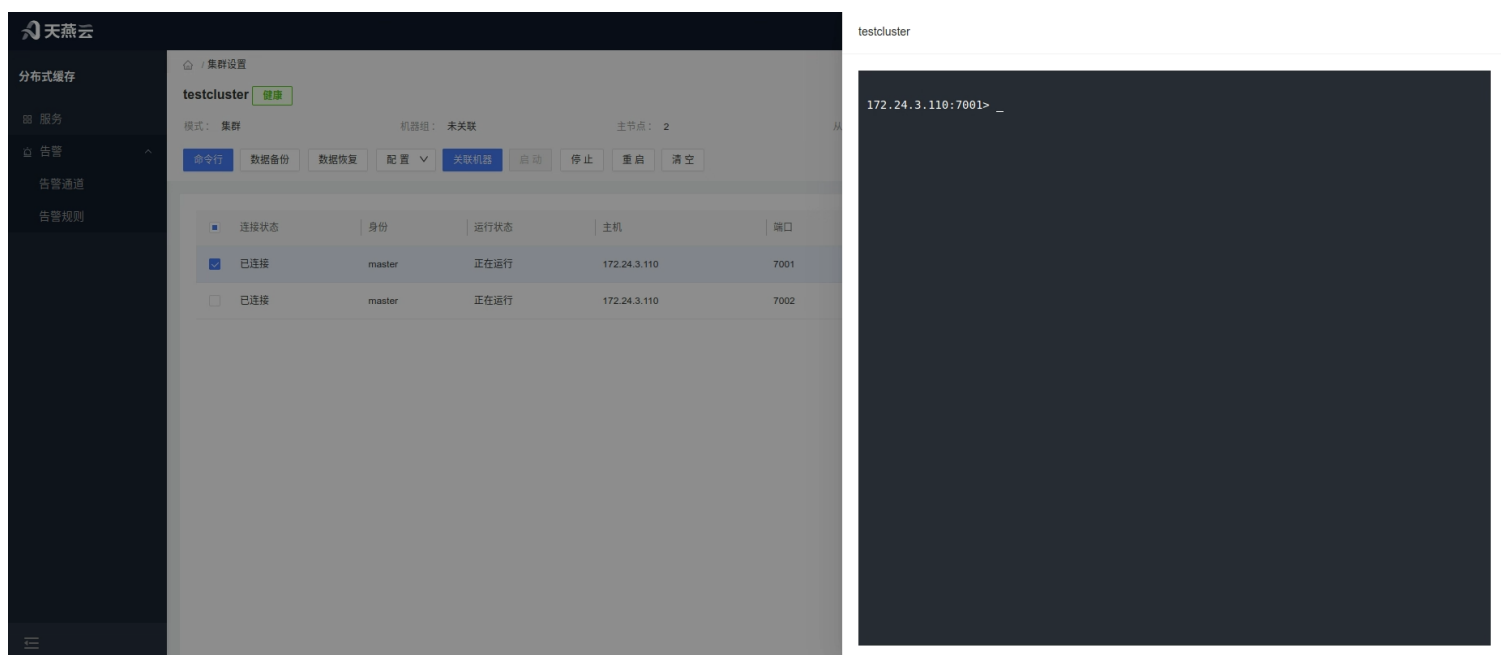 天燕云
testcluster
分布式缓存
服务
告警
告警通道
告警规则
/ 集群设置
testcluster 健康
模式： 集群 机器组： 未关联 主节点： 2 从
命令行 数据备份 数据恢复 配置 关联机器 启动 停止 重启 清空
连接状态 身份 运行状态 主机 端口
已连接 master 正在运行 172.24.3.110 7001
已连接 master 正在运行 172.24.3.110 7002
172.24.3.110:7001> _